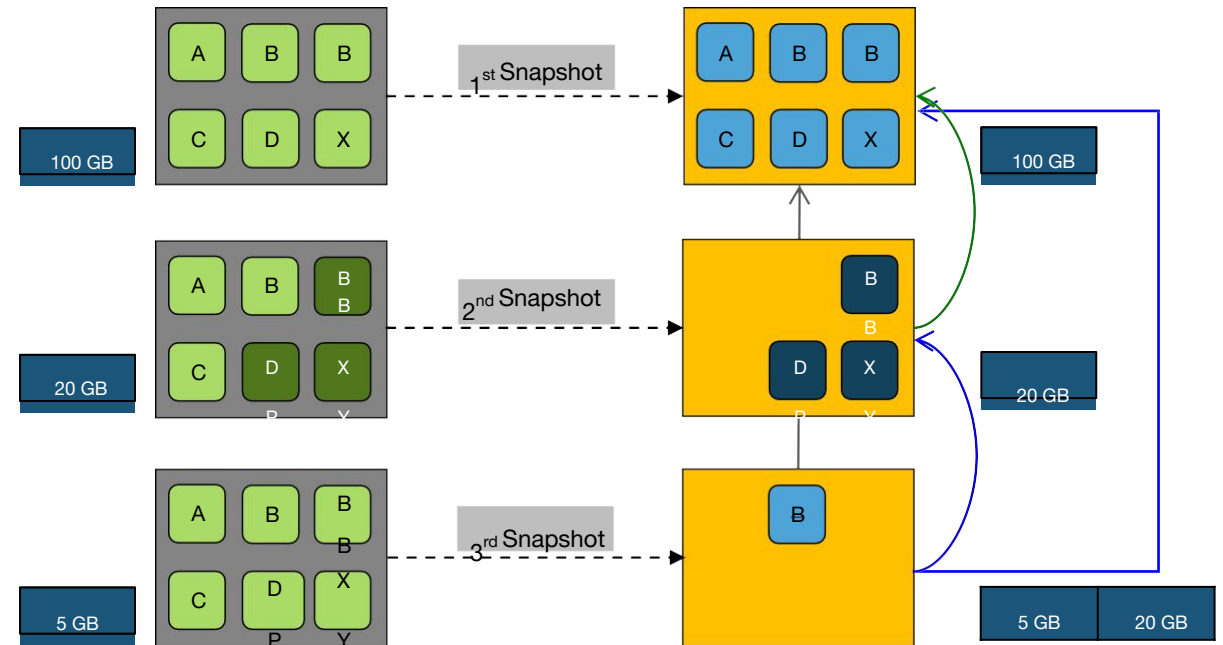 A B B
1st Snapshot
A B B
C D X
C D X
100 GB
100 GB
A B B
B
2nd Snapshot
B
B
C D X
P Y
D X
P Y
20 GB
20 GB
A B B
B
3rd Snapshot
B
C D X
P Y
5 GB
5 GB 20 GB